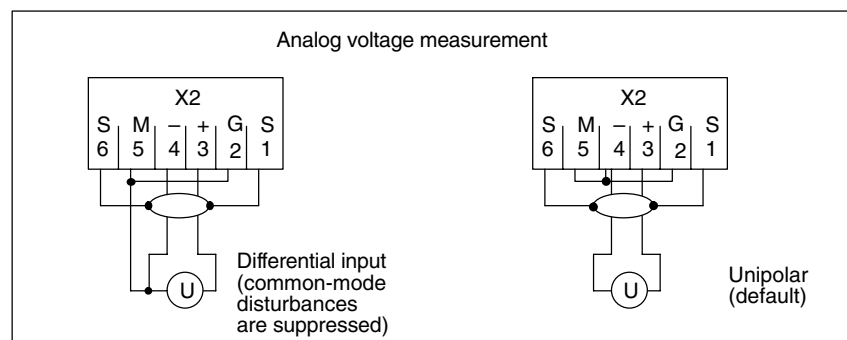 Analog voltage measurement
X2
S M – + G S
6 5 4 3 2 1
U
Differential input
(common-mode
disturbances
are suppressed)
X2
S M – + G S
6 5 4 3 2 1
U
Unipolar
(default)